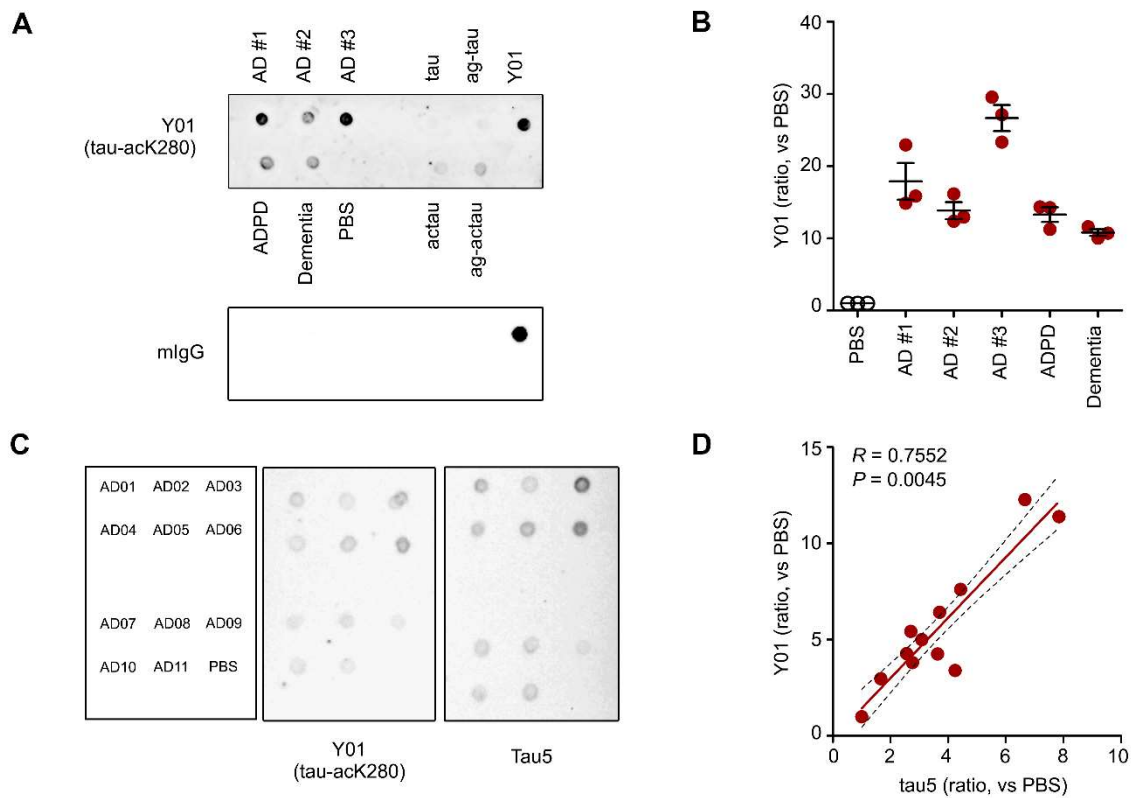 A
AD #1
AD #2
AD #3
tau
ag-tau
Y01
Y01
(tau-acK280)
ADPD
Dementia
PBS
actau
ag-actau
mIgG
B
40
30
20
10
0
Y01 (ratio, vs PBS)
PBS
AD #1
AD #2
AD #3
ADPD
Dementia
C
AD01 AD02 AD03
AD04 AD05 AD06
AD07 AD08 AD09
AD10 AD11 PBS
Y01
(tau-acK280)
Tau5
D
R = 0.7552
P = 0.0045
15
10
5
0
Y01 (ratio, vs PBS)
0 2 4 6 8 10
tau5 (ratio, vs PBS)